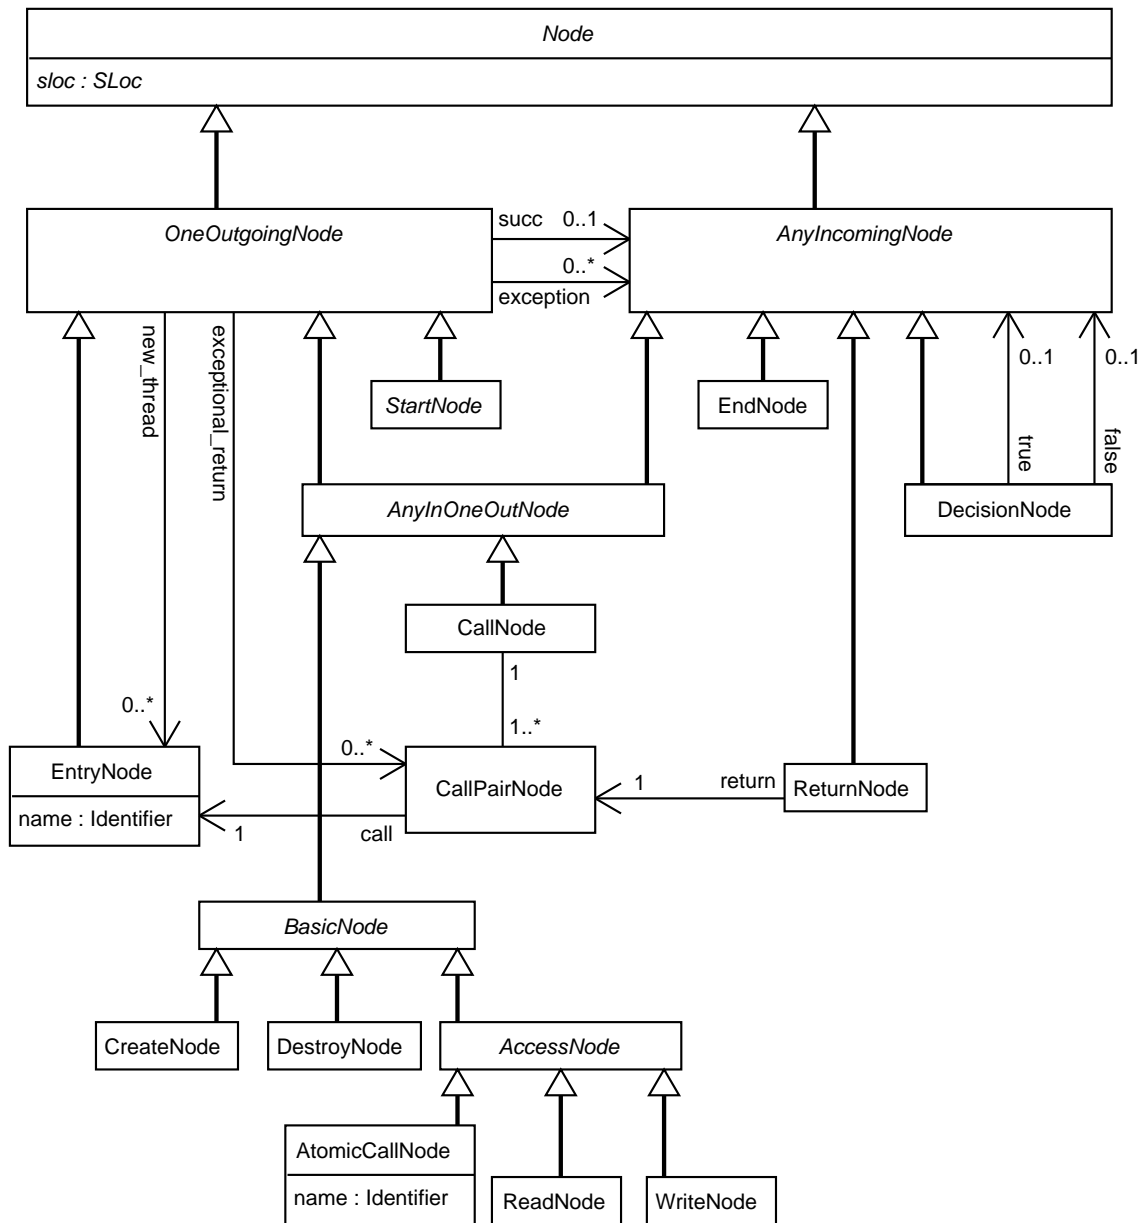 Node
sloc : SLoc
OneOutgoingNode
succ 0..1
0..*
exception
AnyIncomingNode
new_thread
exceptional_return
StartNode
EndNode
0..1
0..1
true
false
AnyInOneOutNode
DecisionNode
CallNode
1
1..*
0..*
0..*
EntryNode
name : Identifier
CallPairNode
1
return
ReturnNode
1
call
BasicNode
CreateNode
DestroyNode
AccessNode
AtomicCallNode
name : Identifier
ReadNode
WriteNode